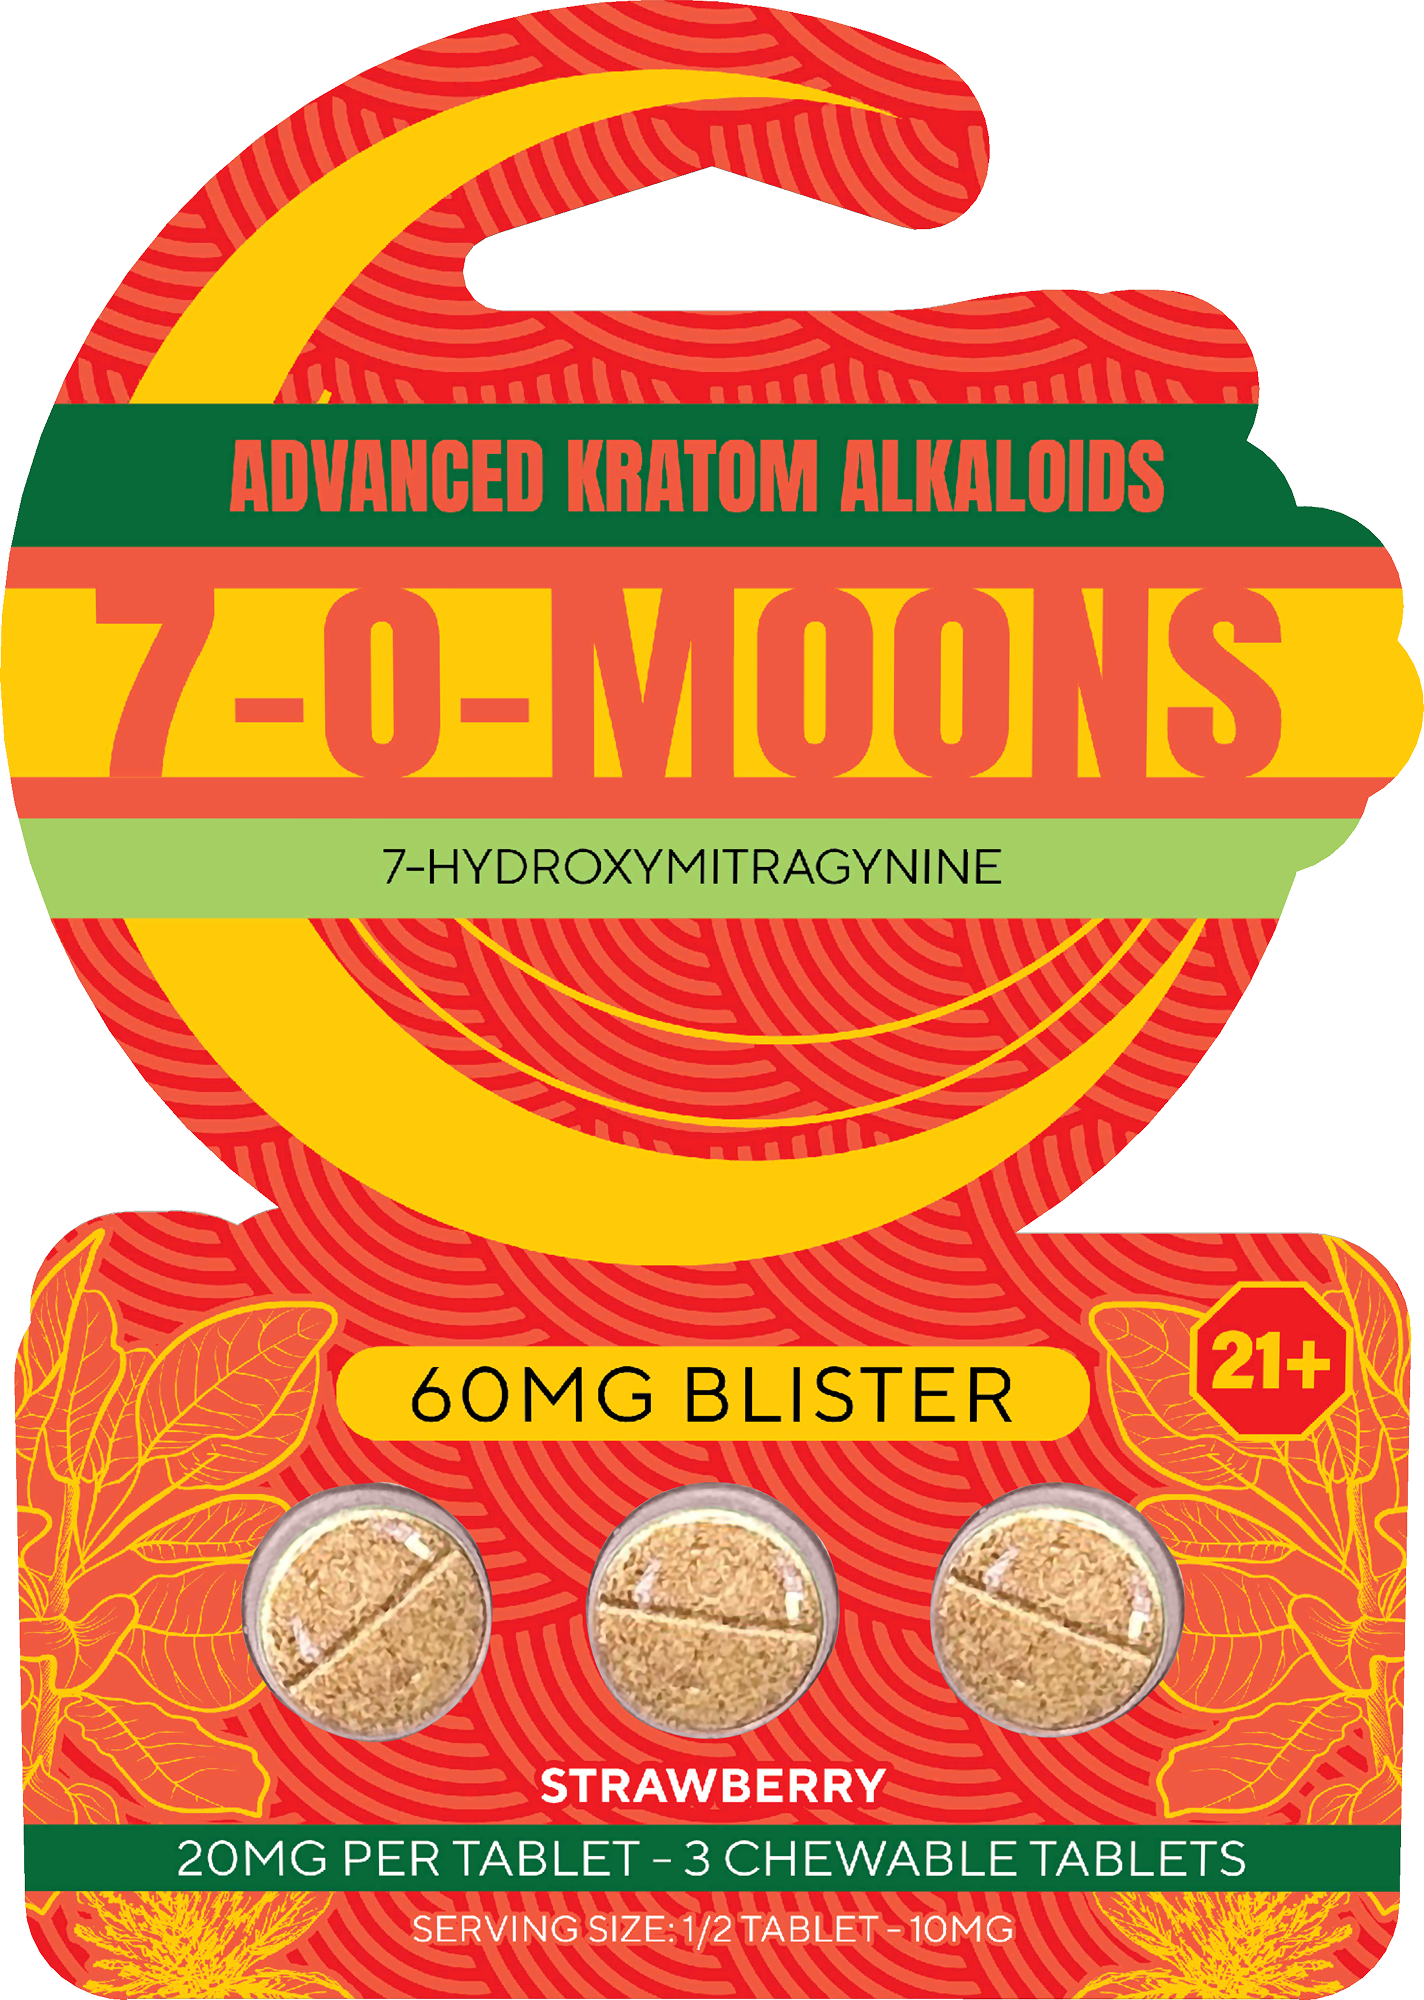 ADVANCED KRATOM ALKALOIDS
7-O-MOONS
7-HYDROXYMITRAGYNINE
21+
60MG BLISTER
STRAWBERRY
20MG PER TABLET - 3 CHEWABLE TABLETS
SERVING SIZE: 1/2 TABLET - 10MG